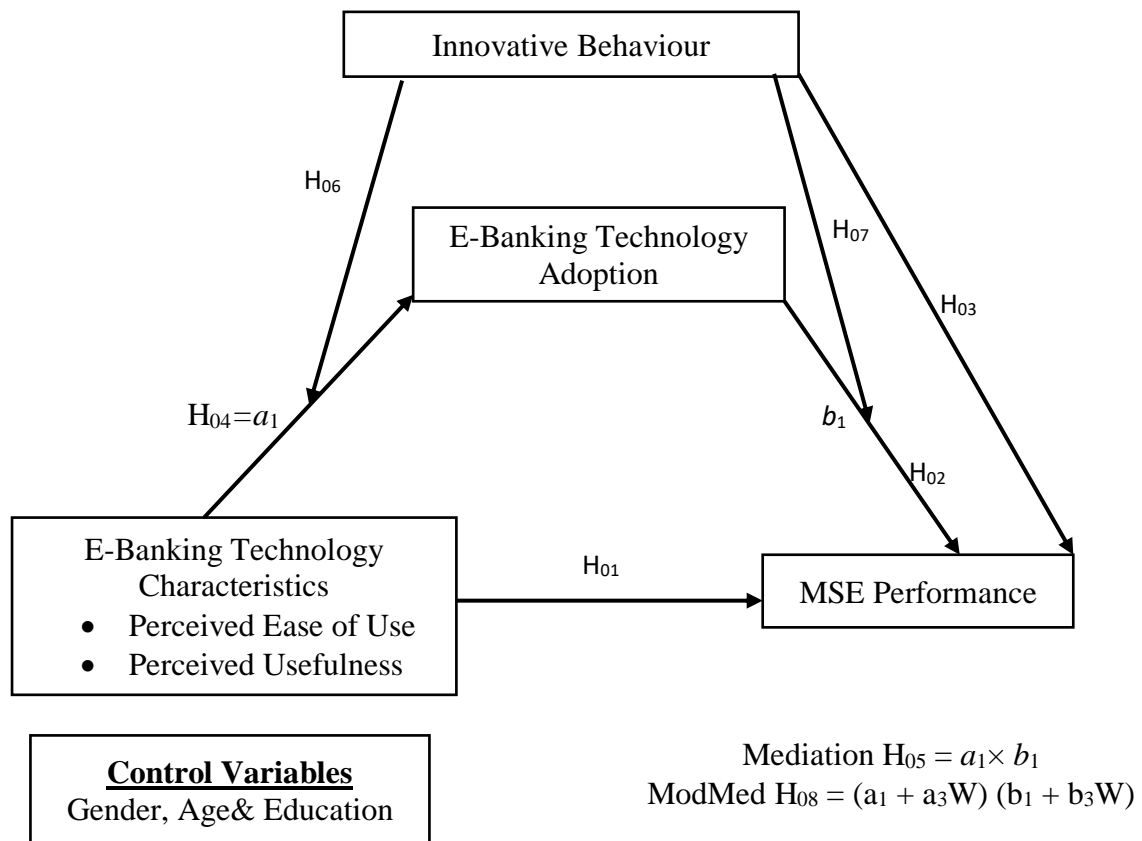 Innovative Behaviour
H₀₆
E-Banking Technology
Adoption
H₀₇
H₀₃
H₀₄=a₁
b₁
H₀₂
E-Banking Technology
Characteristics
• Perceived Ease of Use
• Perceived Usefulness
H₀₁
MSE Performance
Control Variables
Gender, Age& Education
Mediation H₀₅ = a₁× b₁
ModMed H₀₈ = (a₁ + a₃W) (b₁ + b₃W)